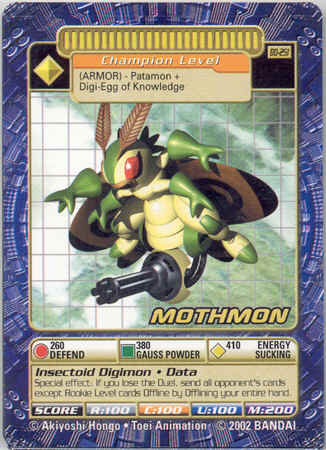 Champion Level
BO-251
(ARMOR) - Patamon +
Digi-Egg of Knowledge
MOTHMON
260 DEFEND
380 GAUSS POWDER
410 ENERGY SUCKING
Insectoid Digimon • Data
Special effect: If you lose the Duel, send all opponent's cards
except Rookie Level cards Offline by Offlining your entire hand.
SCORE A:100 C:100 U:100 M:200
© Akiyoshi Hongo • Toei Animation © 2002 BANDAI